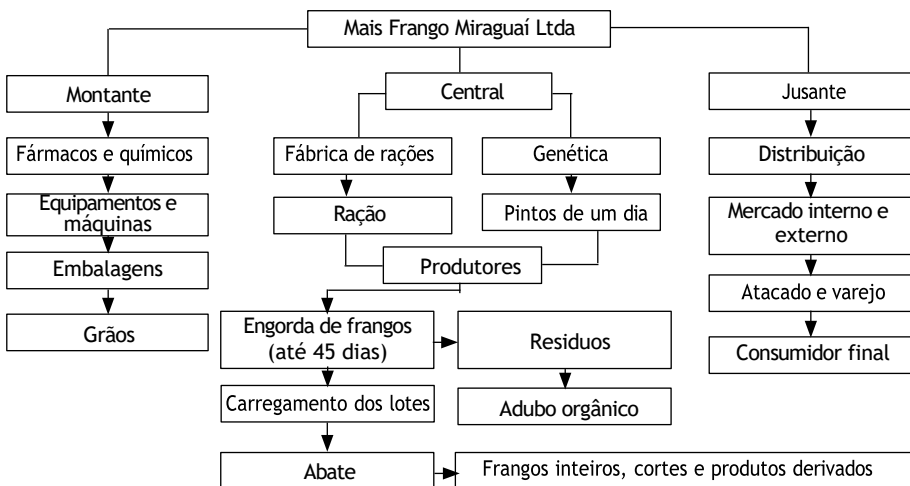 Mais Frango Miraguaí Ltda
Montante
Central
Jusante
Fármacos e químicos
Fábrica de rações
Genética
Distribuição
Equipamentos e
máquinas
Ração
Pintos de um dia
Mercado interno e
externo
Embalagens
Produtores
Atacado e varejo
Grãos
Engorda de frangos
(até 45 dias)
Residuos
Consumidor final
Carregamento dos lotes
Adubo orgânico
Abate
Frangos inteiros, cortes e produtos derivados